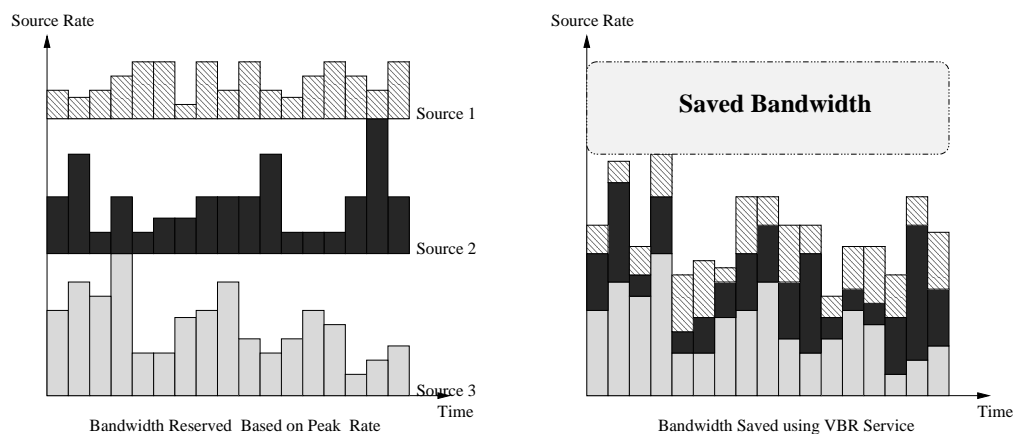 Source Rate
Source 1
Source 2
Source 3
Time
Bandwidth Reserved Based on Peak Rate
Source Rate
Saved Bandwidth
Time
Bandwidth Saved using VBR Service